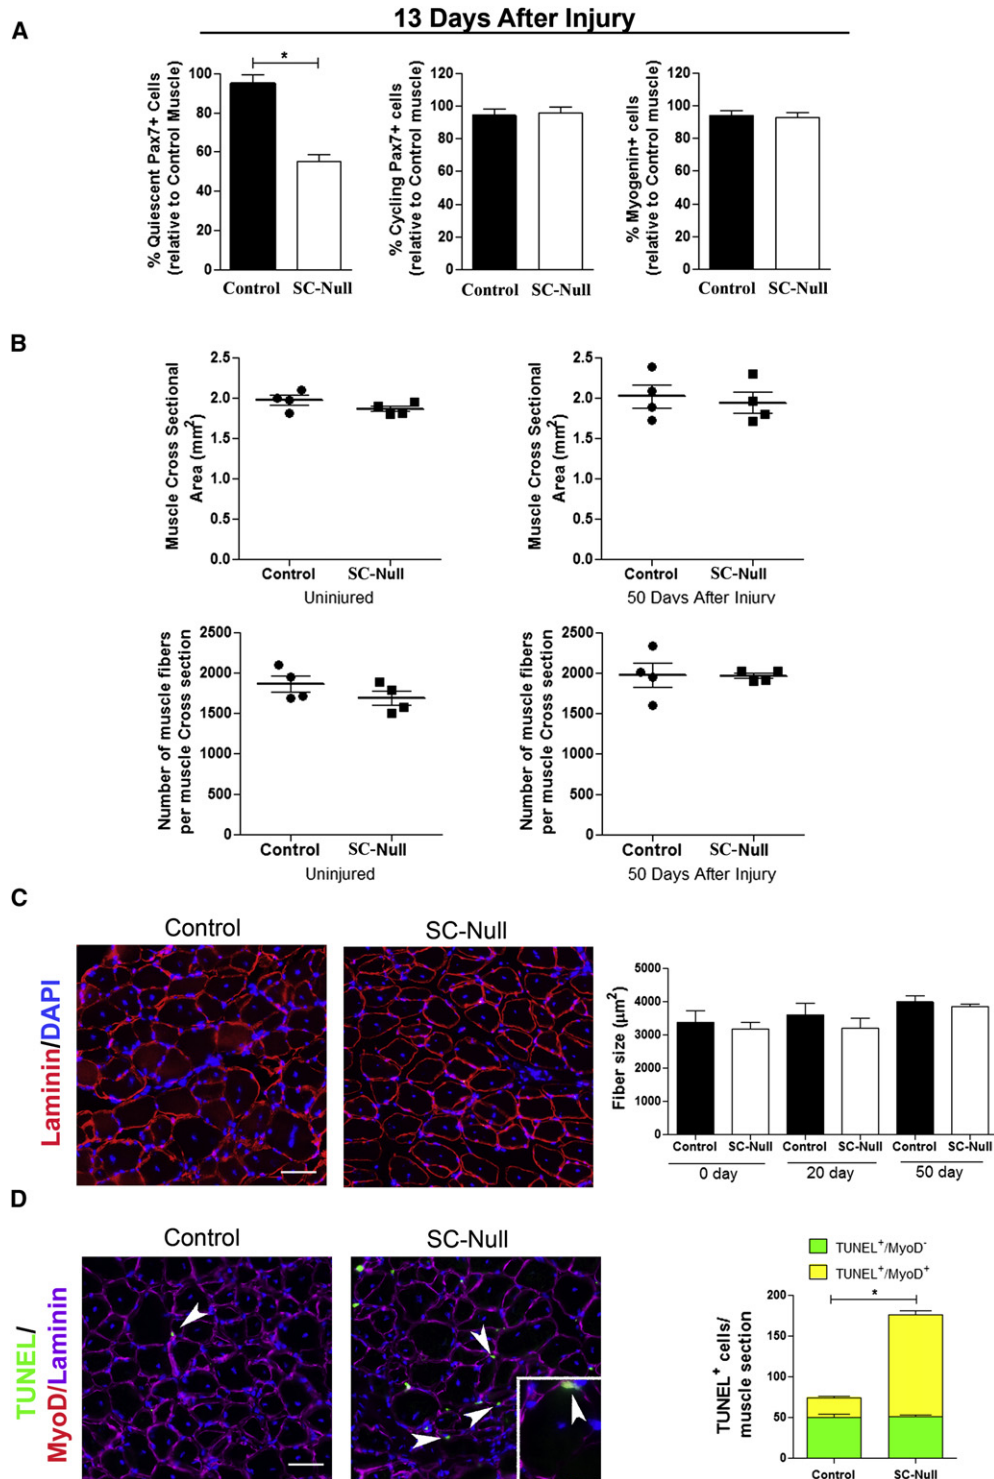 A
13 Days After Injury
% Quiescent Pax7+ Cells
(relative to Control Muscle)
100
80
60
40
20
0
*
Control SC-Null
% Cycling Pax7+ cells
(relative to Control muscle)
120
100
80
60
40
20
0
Control SC-Null
% Myogenin+ cells
(relative to Control muscle)
120
100
80
60
40
20
0
Control SC-Null
B
Muscle Cross Sectional
Area (mm²)
2.5
2.0
1.5
1.0
0.5
0.0
Control SC-Null
Uninjured
Muscle Cross Sectional
Area (mm²)
2.5
2.0
1.5
1.0
0.5
0.0
Control SC-Null
50 Days After Injury
Number of muscle fibers
per muscle Cross section
2500
2000
1500
1000
500
0
Control SC-Null
Uninjured
Number of muscle fibers
per muscle Cross section
2500
2000
1500
1000
500
0
Control SC-Null
50 Days After Injury
C
Laminin/DAPI
Control
SC-Null
Fiber size (μm²)
5000
4000
3000
2000
1000
0
Control SC-Null Control SC-Null Control SC-Null
0 day 20 day 50 day
D
TUNEL/
MyoD/Laminin
Control
SC-Null
TUNEL⁺/MyoD⁻
TUNEL⁺/MyoD⁺
TUNEL⁺ cells/
muscle section
200
150
100
50
0
*
Control SC-Null